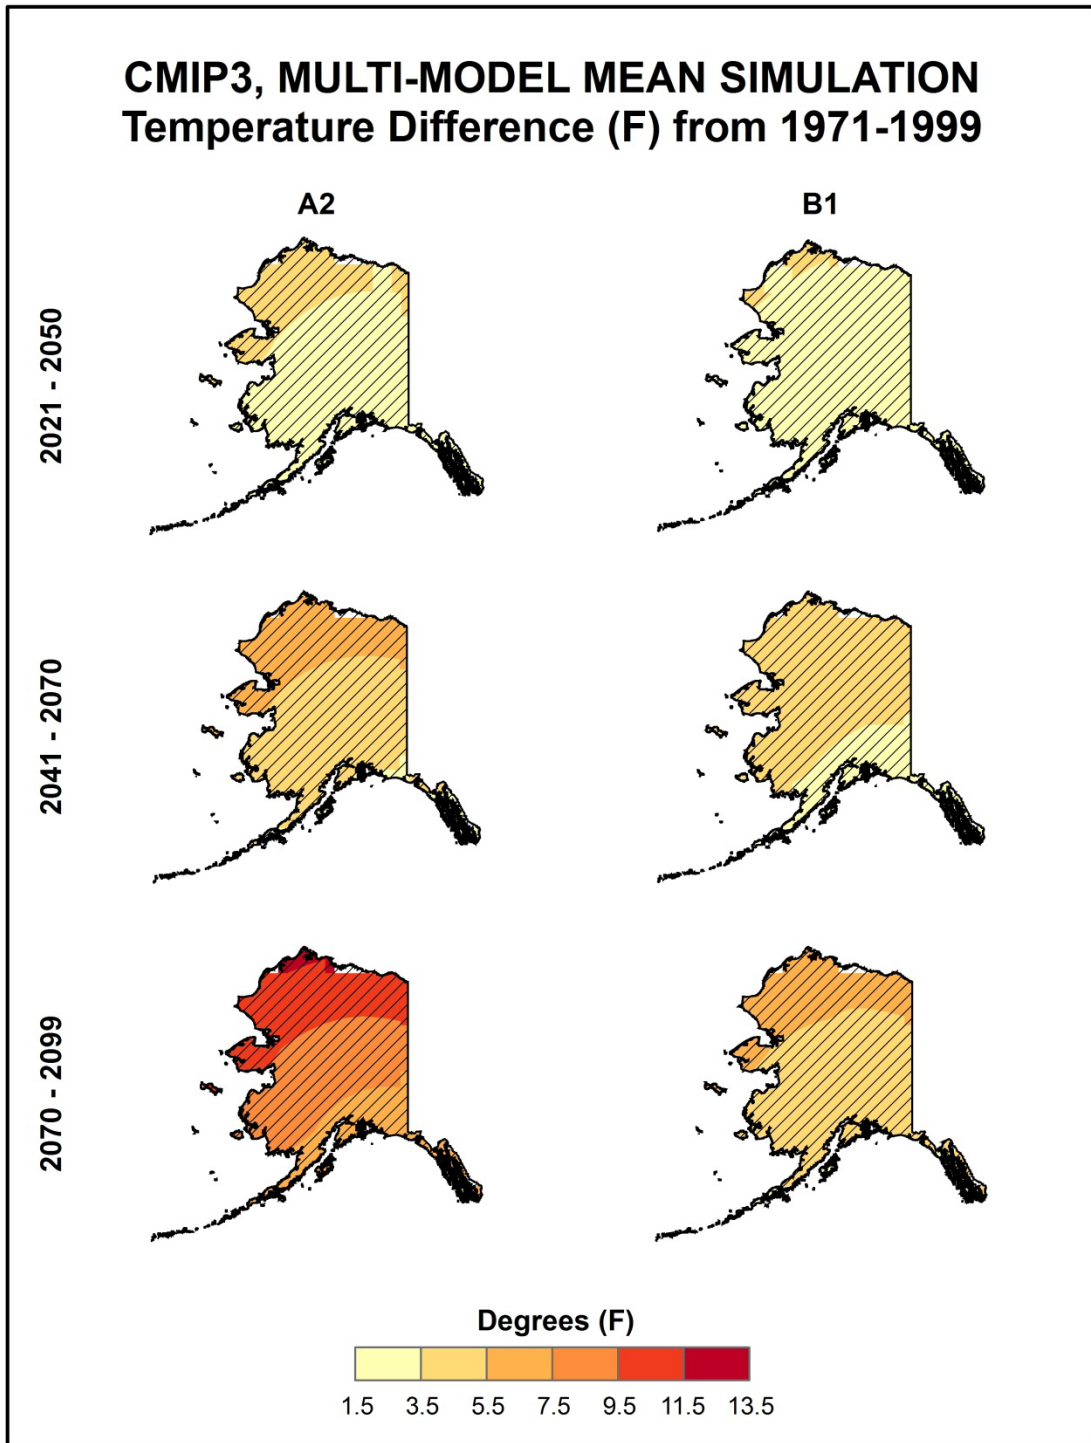 CMIP3, MULTI-MODEL MEAN SIMULATION
Temperature Difference (F) from 1971-1999
A2
B1
2021 - 2050
2041 - 2070
2070 - 2099
Degrees (F)
1.5 3.5 5.5 7.5 9.5 11.5 13.5